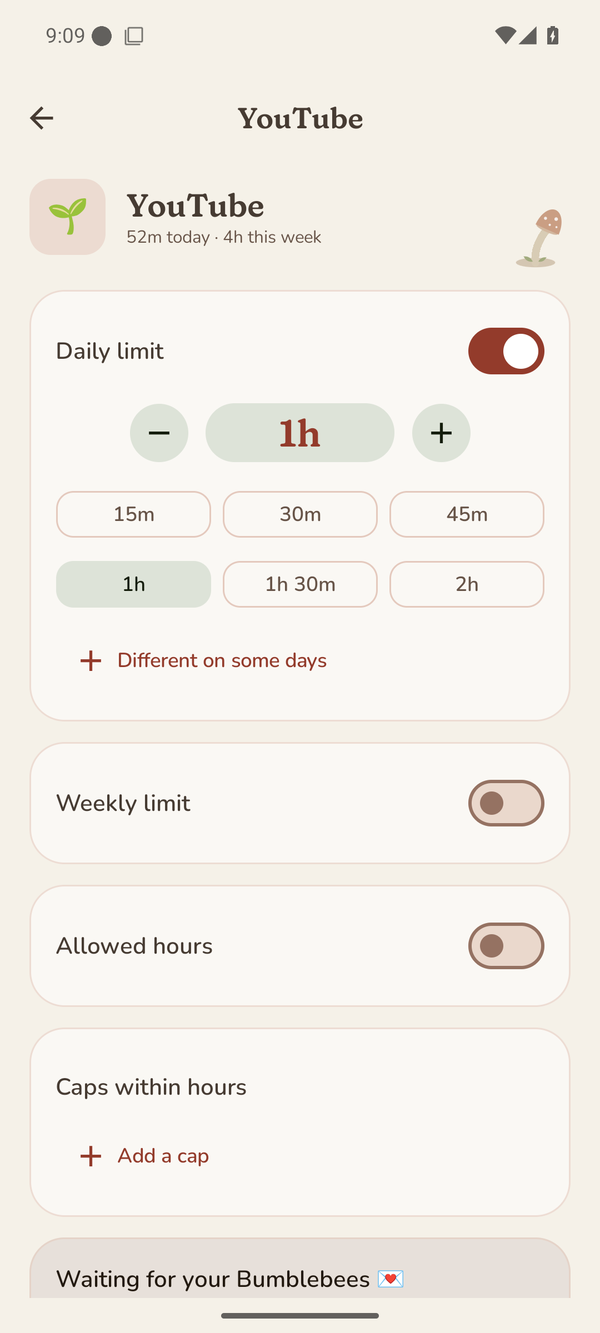 9:09
YouTube
YouTube
52m today · 4h this week
Daily limit
1h
15m
30m
45m
1h
1h 30m
2h
Different on some days
Weekly limit
Allowed hours
Caps within hours
Add a cap
Waiting for your Bumblebees 💌